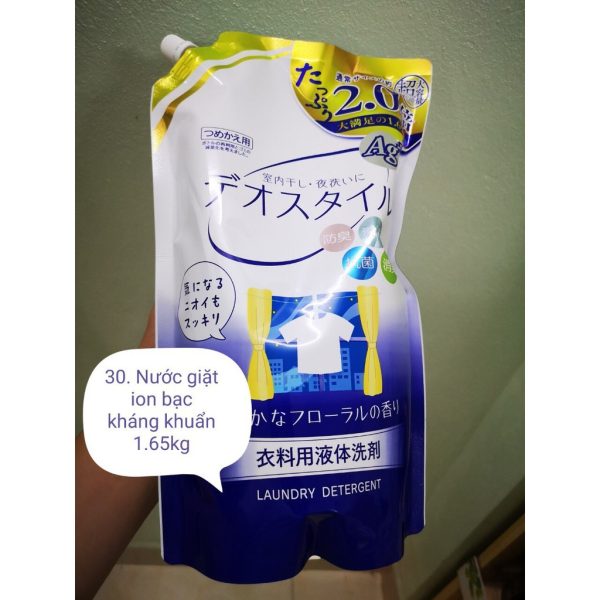 たっぷり
2.0倍
大容量
大満足の1.
Ag
つめかえ用
室内干し・夜洗いに
デオスタイル
防臭
抗菌
消
気になる
ニオイも
スッキリ
かなフローラルの香り
衣料用液体洗剤
LAUNDRY DETERGENT
30. Nước giặt
ion bạc
kháng khuẩn
1.65kg